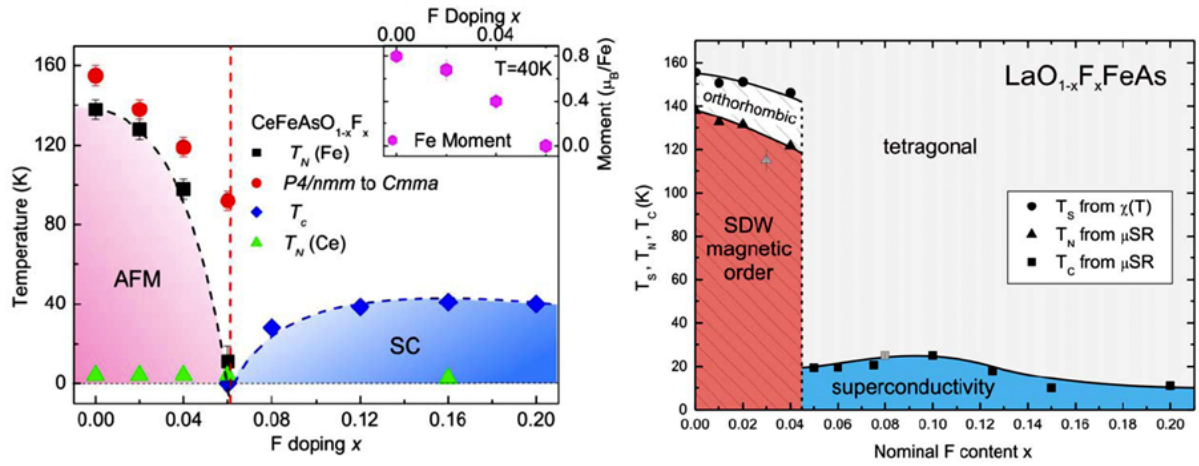 F Doping x
0.00
0.04
0.8
0.4
0.0
Moment (μB/Fe)
T=40K
Fe Moment
CeFeAsO1-xFx
TN (Fe)
P4/nmm to Cmma
Tc
TN (Ce)
AFM
SC
Temperature (K)
160
120
80
40
0
0.00 0.04 0.08 0.12 0.16 0.20
F doping x
LaO1-xFxFeAs
orthorhombic
tetragonal
SDW
magnetic
order
TS from χ(T)
TN from μSR
TC from μSR
superconductivity
TS, TN, TC (K)
160
140
120
100
80
60
40
20
0
0.00 0.02 0.04 0.06 0.08 0.10 0.12 0.14 0.16 0.18 0.20
Nominal F content x